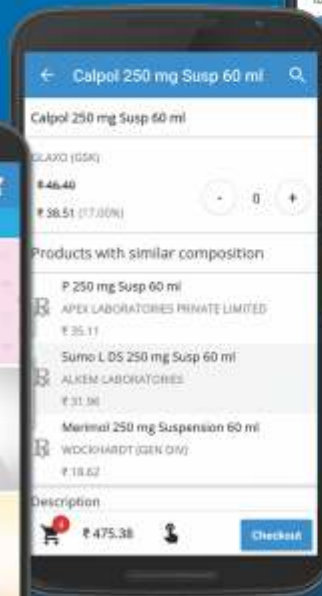 Calpol 250 mg Susp 60 ml
Calpol 250 mg Susp 60 ml
GLAXO (GSK)
₹ 46.40
₹ 38.51 (17.00%)
- 0 +
Products with similar composition
P 250 mg Susp 60 ml
APEX LABORATORIES PRIVATE LIMITED
₹ 35.11
Sumo L DS 250 mg Susp 60 ml
ALKEM LABORATORIES
₹ 31.96
Merimol 250 mg Suspension 60 ml
WOCKHARDT (GEN DIV)
₹ 18.62
Description
₹ 475.38 Checkout